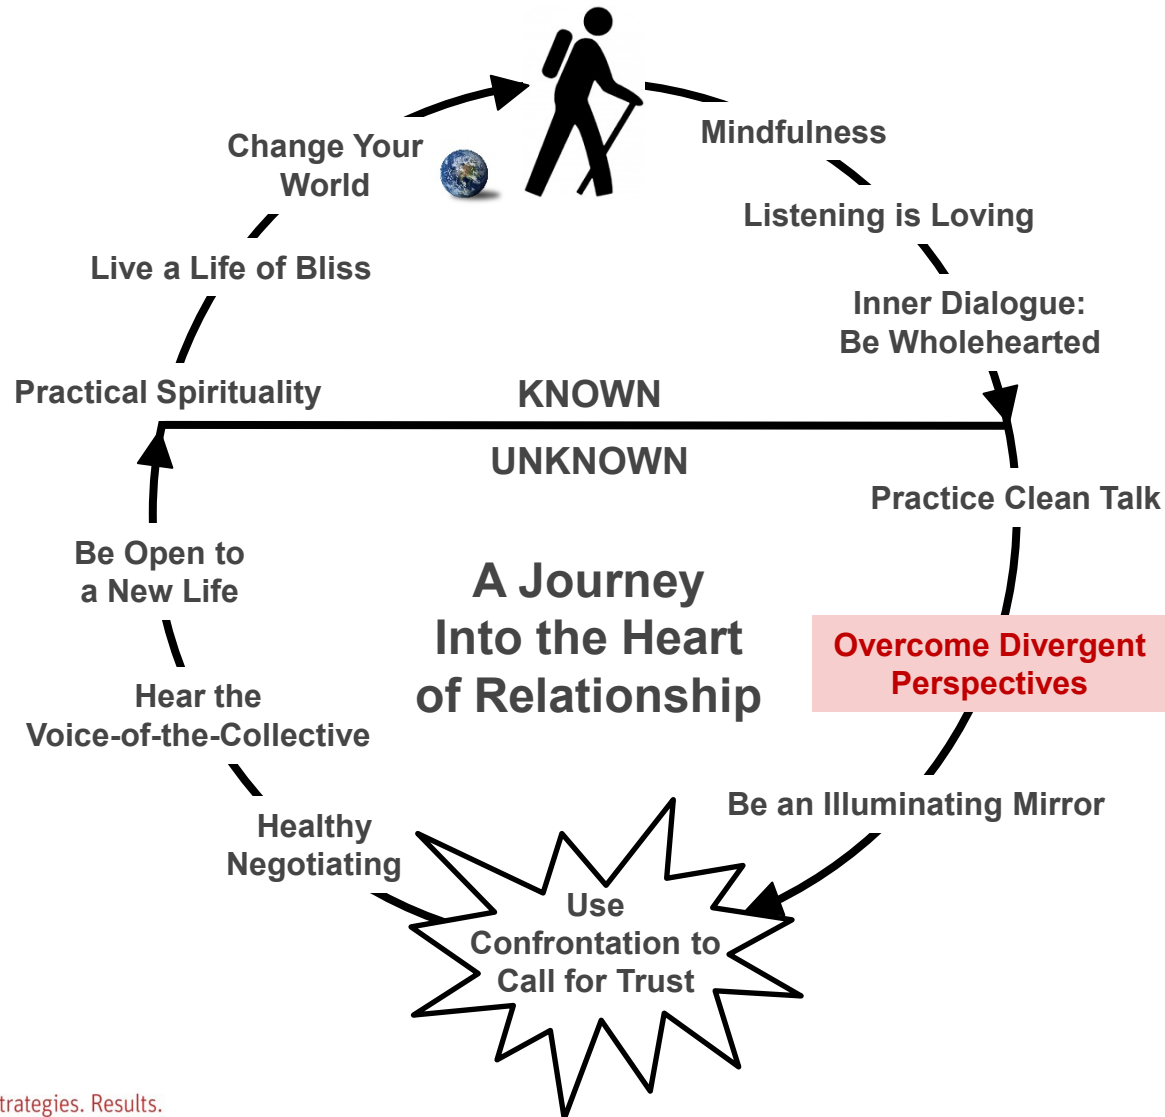 Change Your
World
Mindfulness
Listening is Loving
Live a Life of Bliss
Inner Dialogue:
Be Wholehearted
Practical Spirituality
KNOWN
UNKNOWN
Practice Clean Talk
Be Open to
a New Life
A Journey
Into the Heart
of Relationship
Overcome Divergent
Perspectives
Hear the
Voice-of-the-Collective
Be an Illuminating Mirror
Healthy
Negotiating
Use
Confrontation to
Call for Trust
Results.